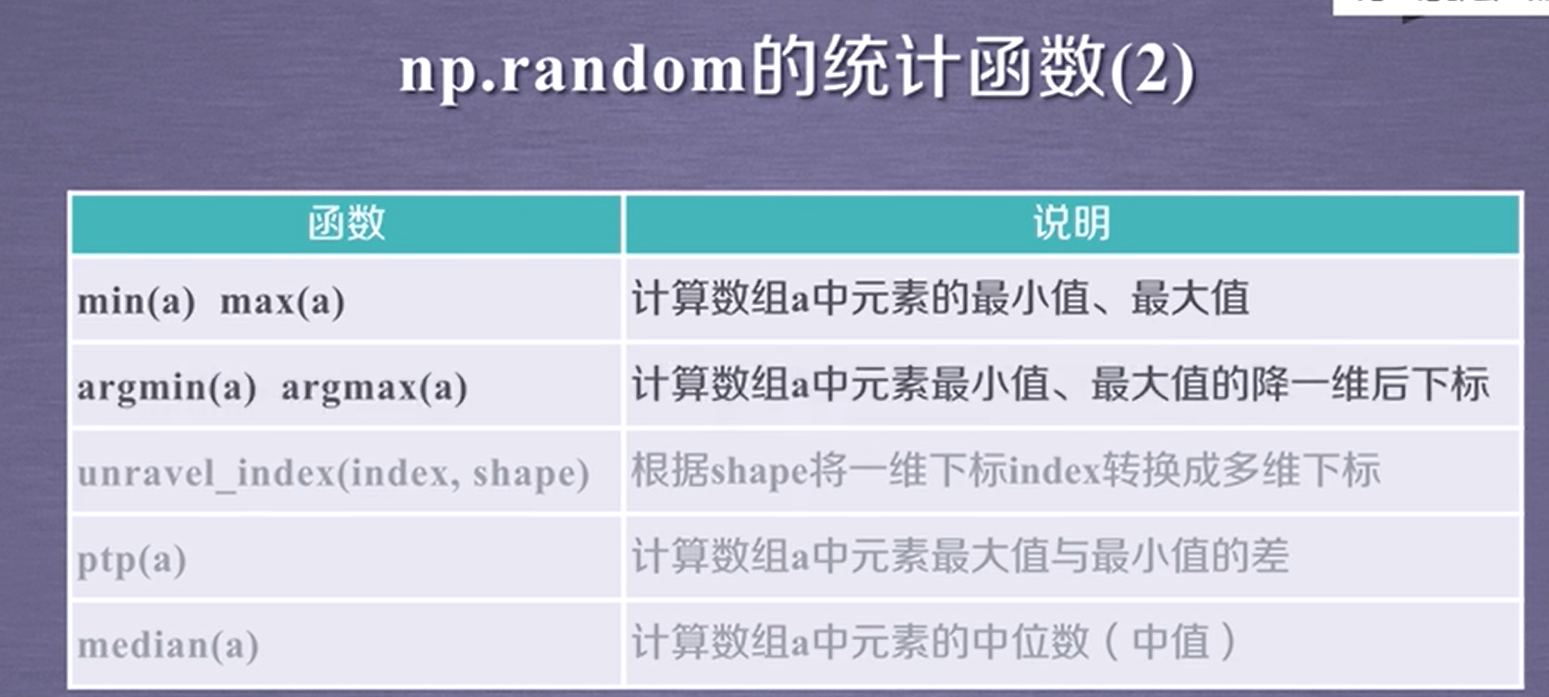 np.random的统计函数(2)
函数 说明
min(a) max(a) 计算数组a中元素的最小值、最大值
argmin(a) argmax(a) 计算数组a中元素最小值、最大值的降一维后下标
unravel_index(index, shape) 根据shape将一维下标index转换成多维下标
ptp(a) 计算数组a中元素最大值与最小值的差
median(a) 计算数组a中元素的中位数（中值）